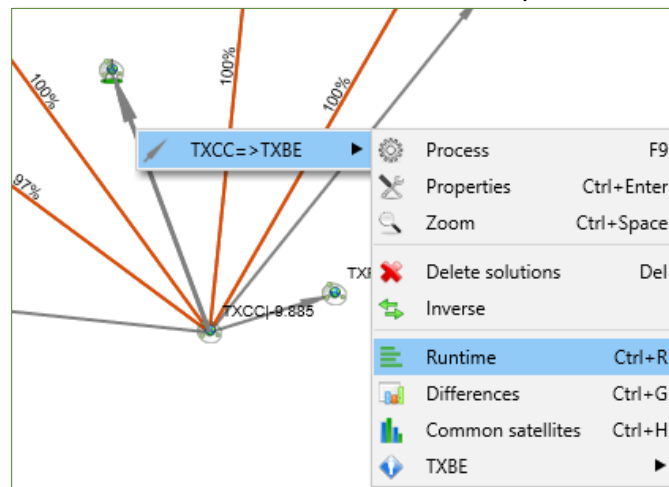 100%
100%
100%
97%
TXCC=>TXBE
TXCC|-9.885
Process F9
Properties Ctrl+Enter
Zoom Ctrl+Space
Delete solutions Del
Inverse
Runtime Ctrl+R
Differences Ctrl+G
Common satellites Ctrl+H
TXBE